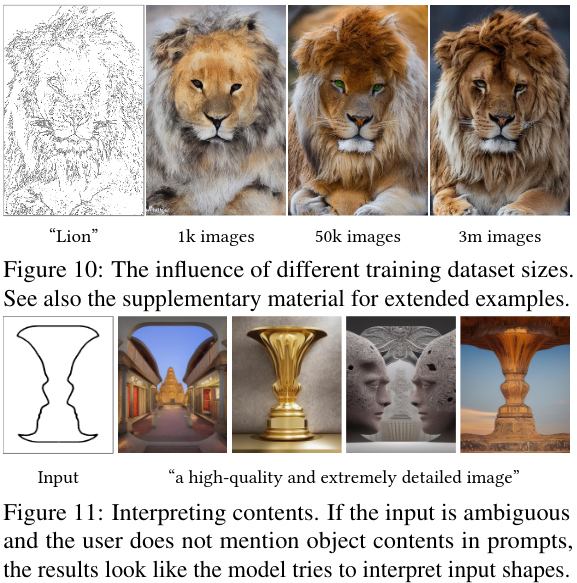 “Lion”
1k images
50k images
3m images
Figure 10: The influence of different training dataset sizes.
See also the supplementary material for extended examples.
Input
“a high-quality and extremely detailed image”
Figure 11: Interpreting contents. If the input is ambiguous
and the user does not mention object contents in prompts,
the results look like the model tries to interpret input shapes.